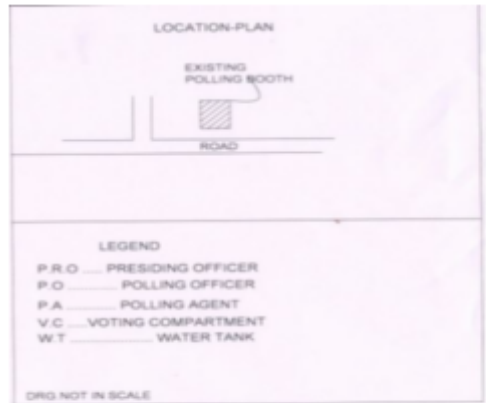 LOCATION-PLAN
EXISTING
POLLING BOOTH
ROAD
LEGEND
P.R.O ..... PRESIDING OFFICER
P.O ............. POLLING OFFICER
P.A ............. POLLING AGENT
V.C .....VOTING COMPARTMENT
W.T ..................... WATER TANK
DRG.NOT IN SCALE